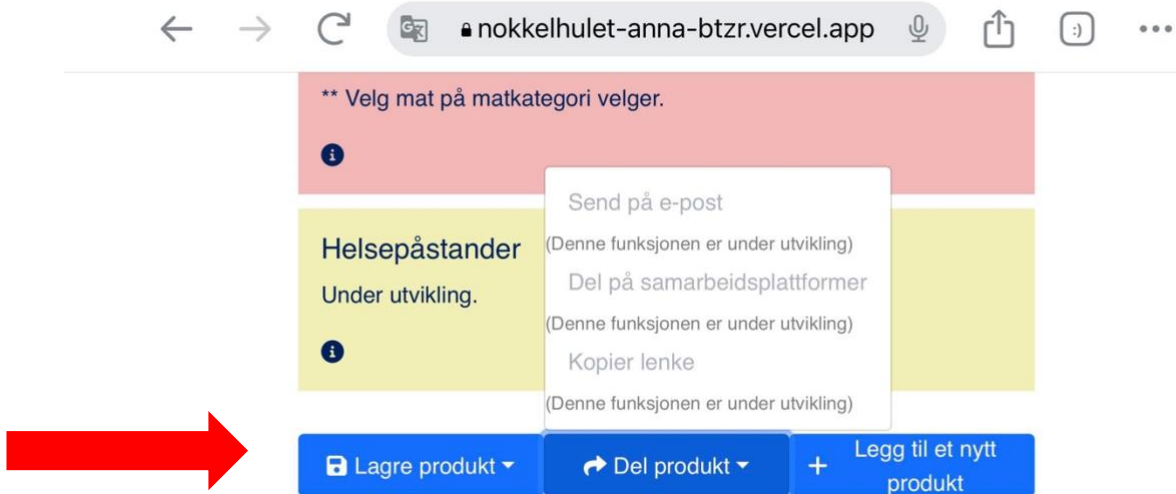 nokkelhulet-anna-btzr.vercel.app
** Velg mat på matkategori velger.
Helsepåstander
Under utvikling.
Send på e-post
(Denne funksjonen er under utvikling)
Del på samarbeidsplattformer
(Denne funksjonen er under utvikling)
Kopier lenke
(Denne funksjonen er under utvikling)
Lagre produkt
Del produkt
+ Legg til et nytt
produkt